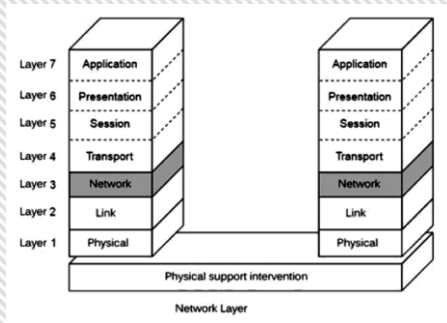 Layer 7 Application Application
Layer 6 Presentation Presentation
Layer 5 Session Session
Layer 4 Transport Transport
Layer 3 Network Network
Layer 2 Link Link
Layer 1 Physical Physical
Physical support intervention
Network Layer